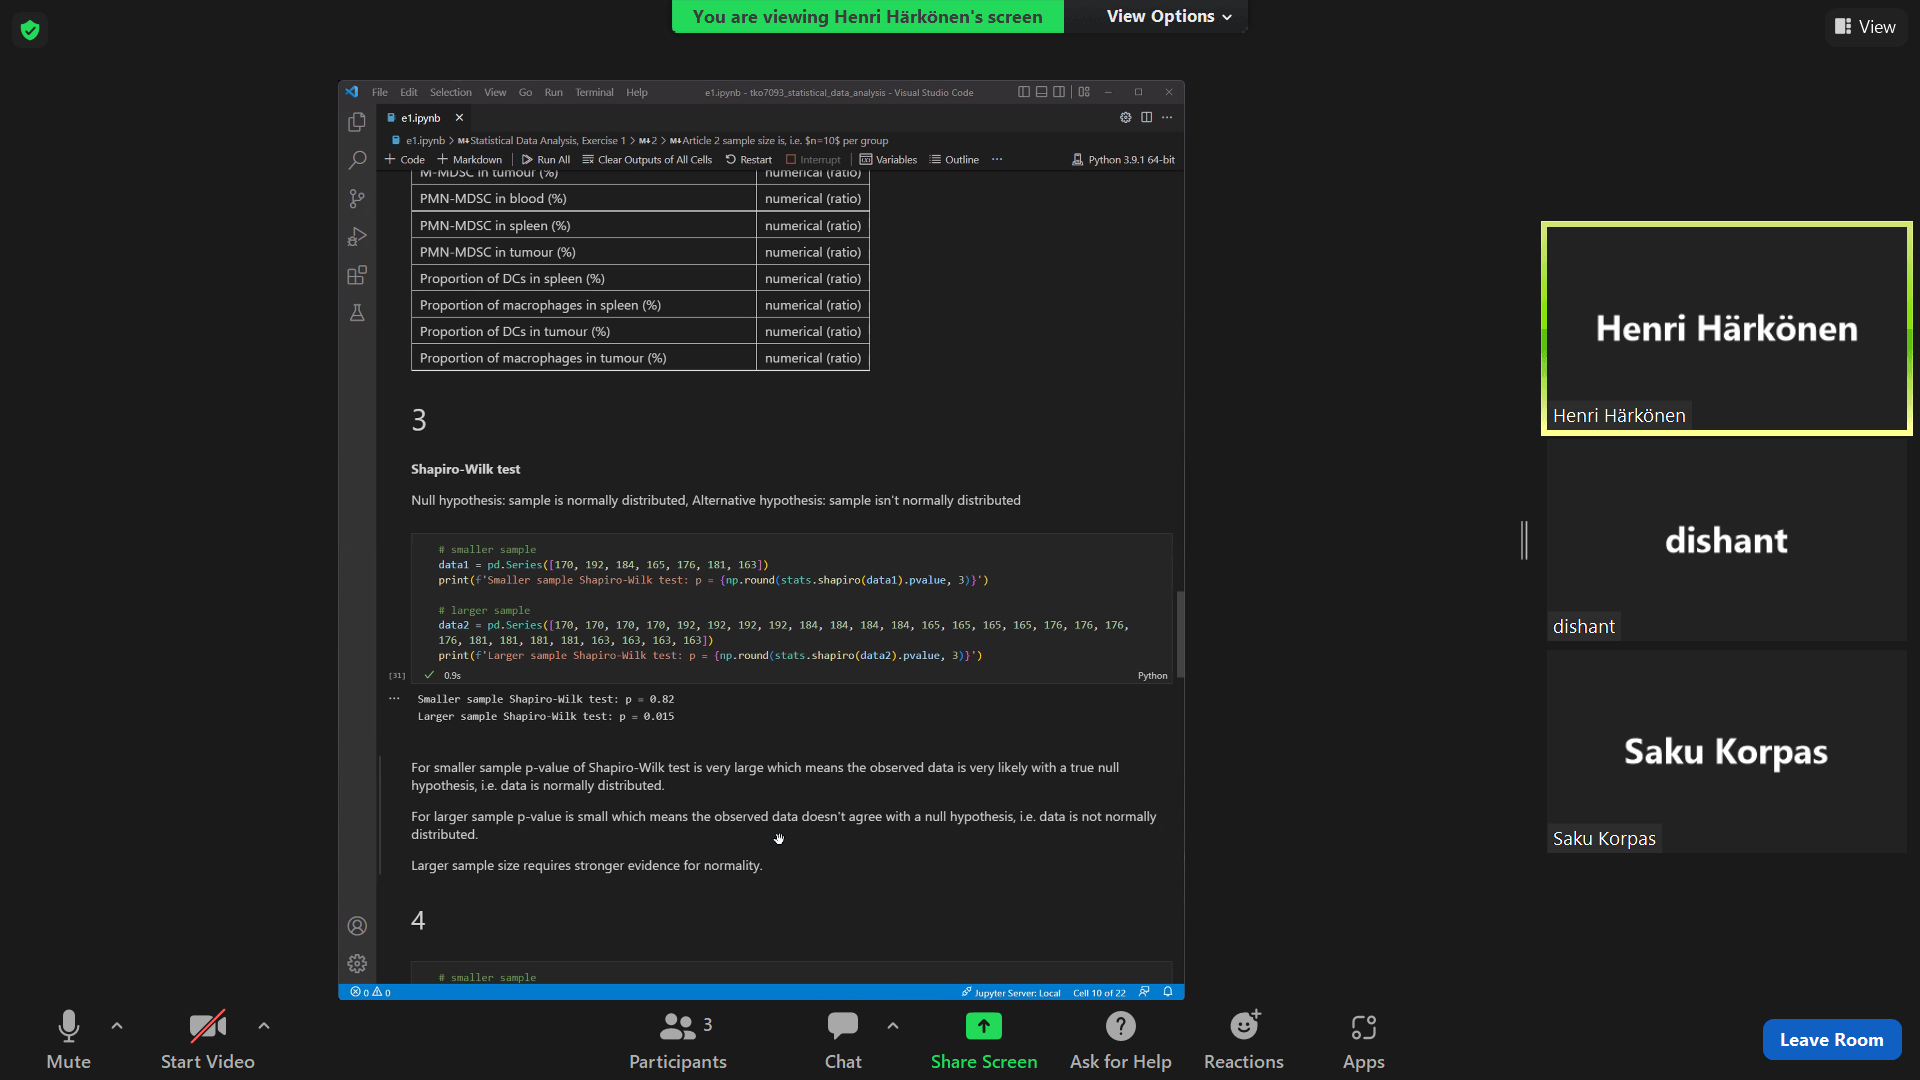 You are viewing Henri Härkönen's screen
View Options
View
File Edit Selection View Go Run Terminal Help
e1.ipynb - tko7093_statistical_data_analysis - Visual Studio Code
e1.ipynb
e1.ipynb > M↓Statistical Data Analysis, Exercise 1 > M↓2 > M↓Article 2 sample size is, i.e. $n=10$ per group
+ Code + Markdown Run All Clear Outputs of All Cells Restart Interrupt Variables Outline ··· Python 3.9.1 64-bit
M-MDSC in tumour (%) numerical (ratio)
PMN-MDSC in blood (%) numerical (ratio)
PMN-MDSC in spleen (%) numerical (ratio)
PMN-MDSC in tumour (%) numerical (ratio)
Proportion of DCs in spleen (%) numerical (ratio)
Proportion of macrophages in spleen (%) numerical (ratio)
Proportion of DCs in tumour (%) numerical (ratio)
Proportion of macrophages in tumour (%) numerical (ratio)
3
Shapiro-Wilk test
Null hypothesis: sample is normally distributed, Alternative hypothesis: sample isn't normally distributed
# smaller sample
data1 = pd.Series([170, 192, 184, 165, 176, 181, 163])
print(f'Smaller sample Shapiro-Wilk test: p = {np.round(stats.shapiro(data1).pvalue, 3)}')
# larger sample
data2 = pd.Series([170, 170, 170, 170, 192, 192, 192, 192, 184, 184, 184, 184, 165, 165, 165, 165, 176, 176, 176,
176, 181, 181, 181, 181, 163, 163, 163, 163])
print(f'Larger sample Shapiro-Wilk test: p = {np.round(stats.shapiro(data2).pvalue, 3)}')
[31] 0.9s Python
Smaller sample Shapiro-Wilk test: p = 0.82
Larger sample Shapiro-Wilk test: p = 0.015
For smaller sample p-value of Shapiro-Wilk test is very large which means the observed data is very likely with a true null
hypothesis, i.e. data is normally distributed.
For larger sample p-value is small which means the observed data doesn't agree with a null hypothesis, i.e. data is not normally
distributed.
Larger sample size requires stronger evidence for normality.
4
# smaller sample
0 0 Jupyter Server: Local Cell 10 of 22
Henri Härkönen
Henri Härkönen
dishant
dishant
Saku Korpas
Saku Korpas
Mute
Start Video
3
Participants
Chat
Share Screen
Ask for Help
Reactions
Apps
Leave Room